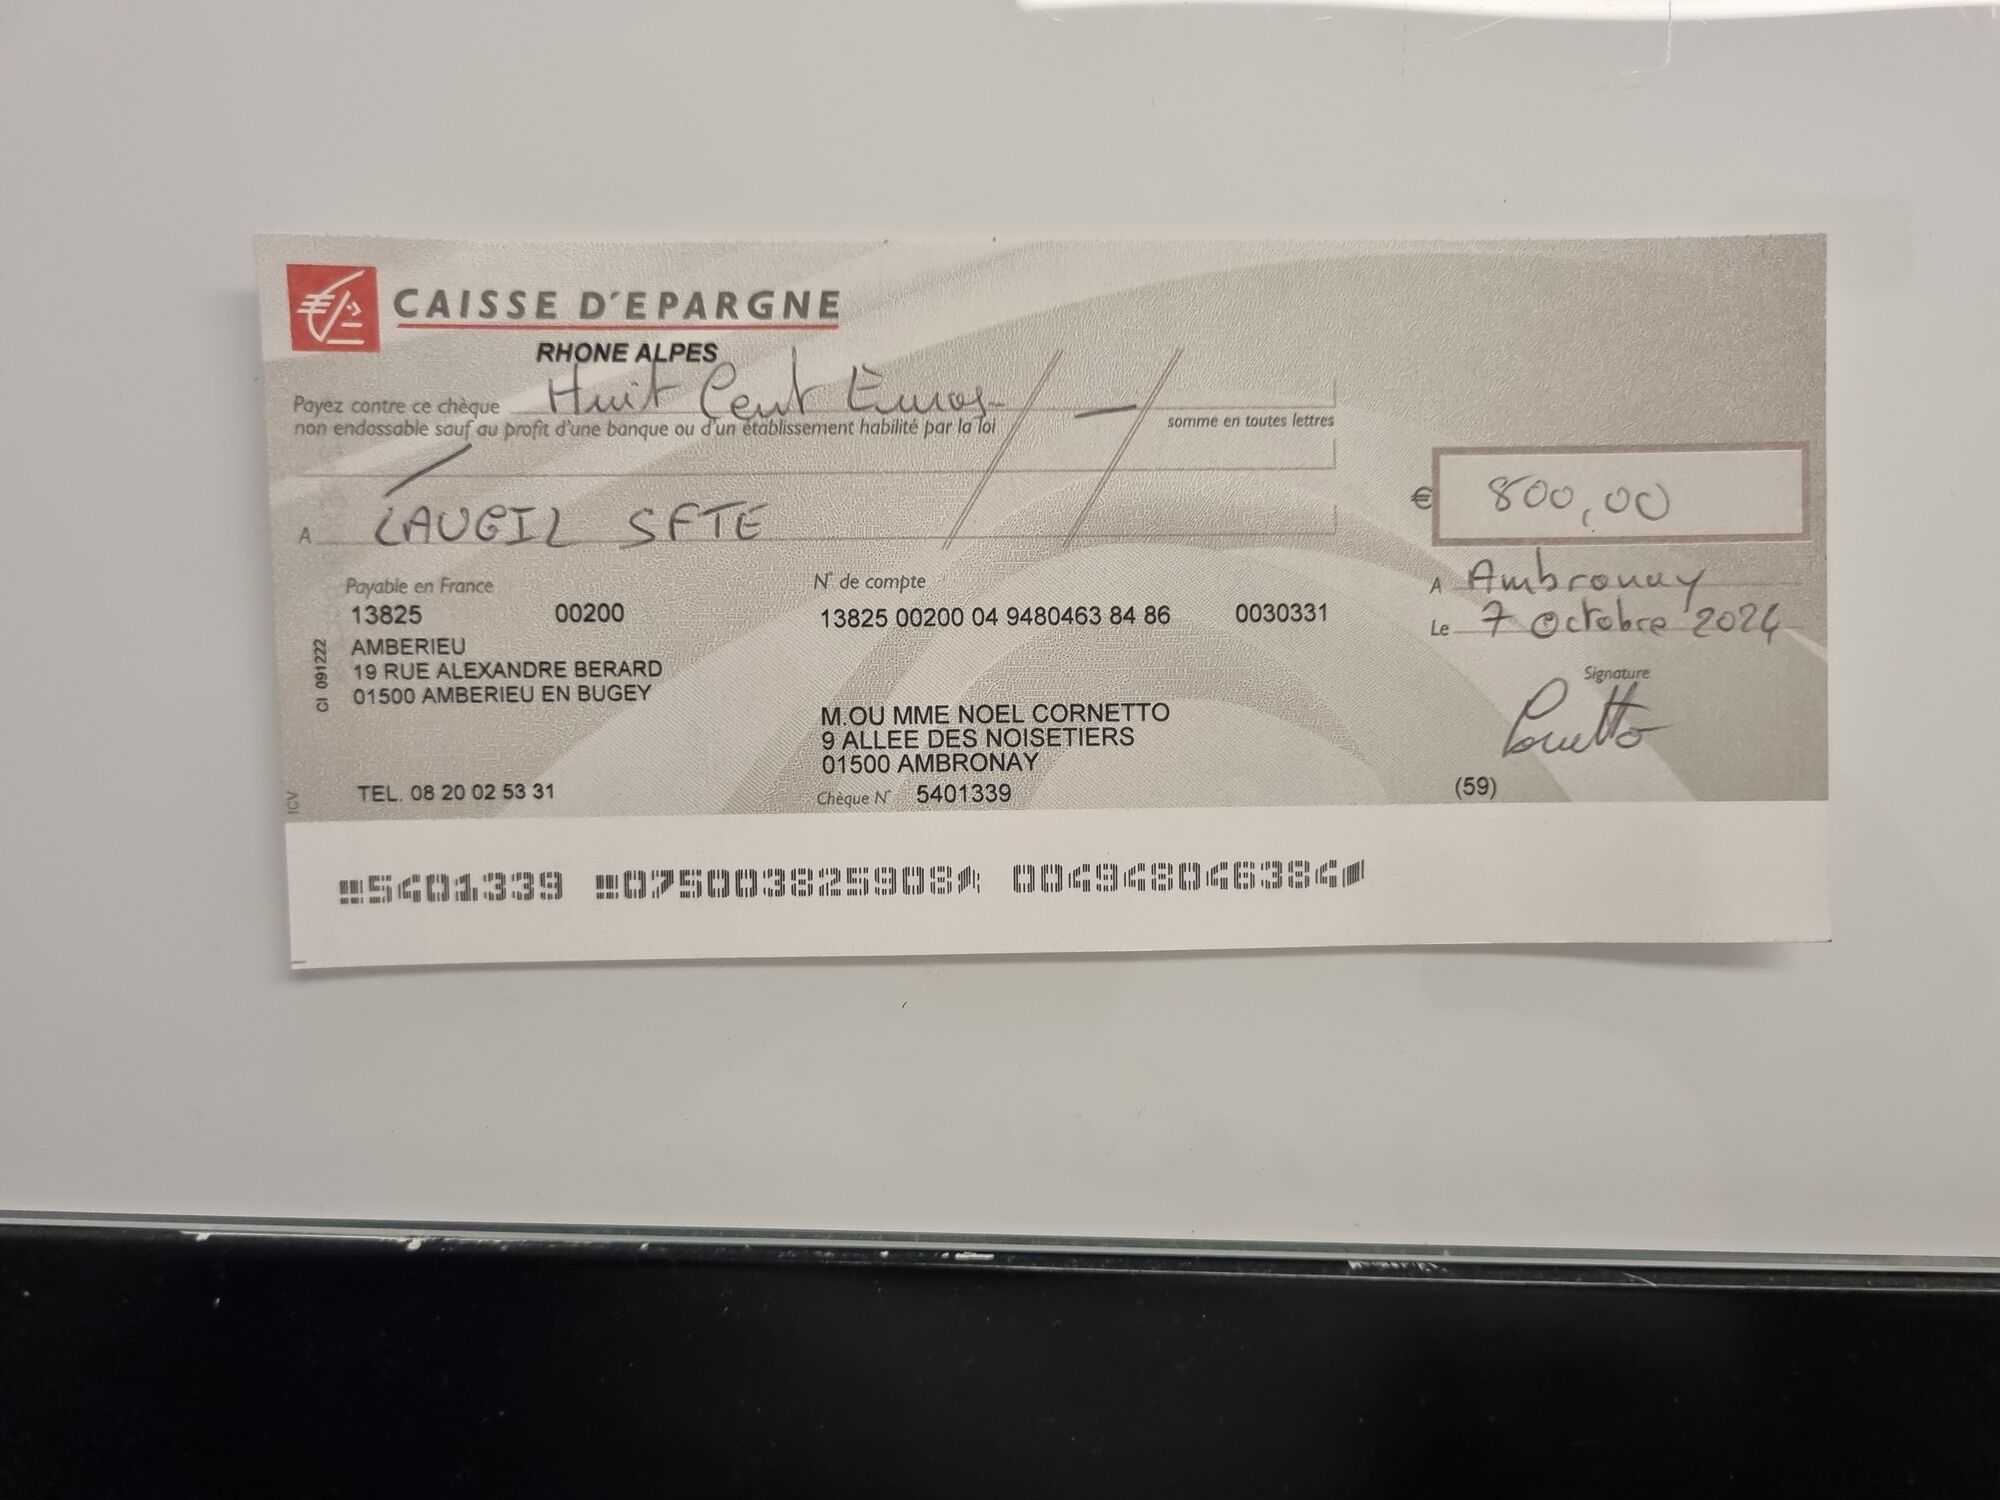 CAISSE D'EPARGNE
RHONE ALPES
Payez contre ce chèque Huit Cent Euros
non endossable sauf au profit d'une banque ou d'un établissement habilité par la loi
somme en toutes lettres
A LAUGIL SFTE
€ 800,00
Payable en France
13825 00200
AMBERIEU
19 RUE ALEXANDRE BERARD
01500 AMBERIEU EN BUGEY
TEL. 08 20 02 53 31
GI 091222
ICV
N° de compte
13825 00200 04 9480463 84 86 0030331
M.OU MME NOEL CORNETTO
9 ALLEE DES NOISETIERS
01500 AMBRONAY
Chèque N° 5401339
A Ambronay
Le 7 Octobre 2024
Signature
Cornetto
(59)
5401339 075003825908 004948046384